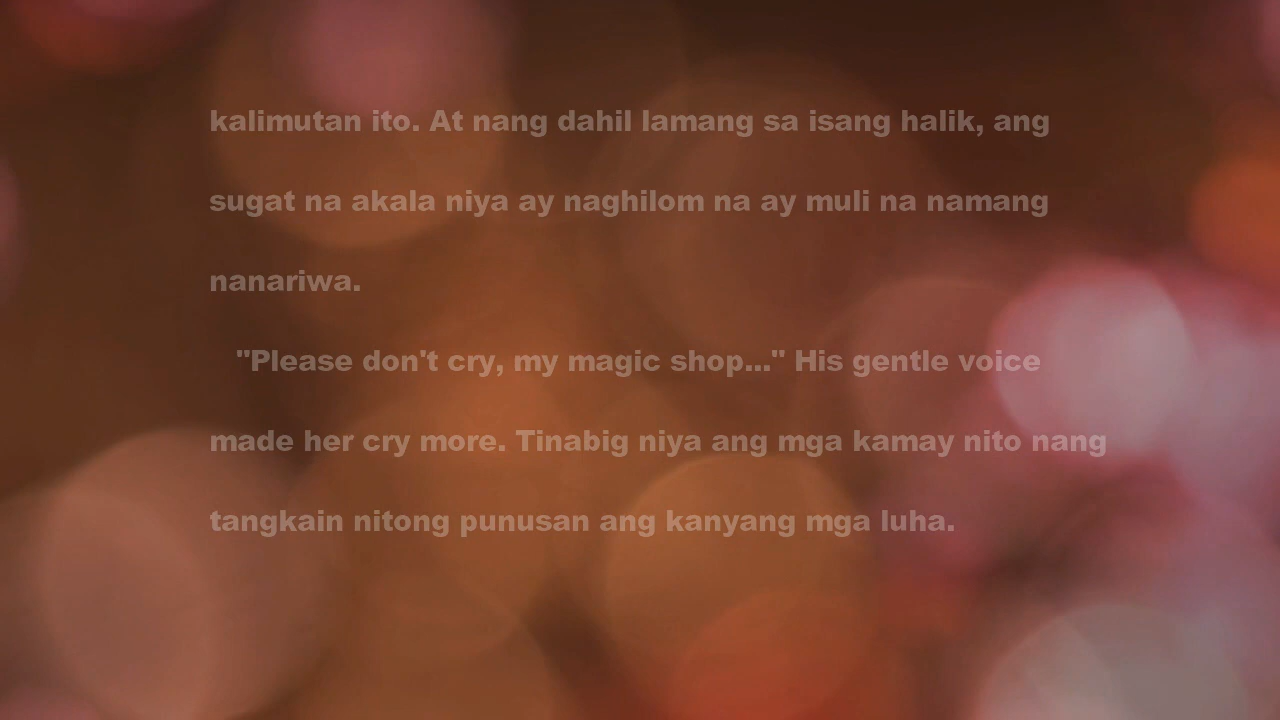 kalimutan ito. At nang dahil lamang sa isang halik, ang
sugat na akala niya ay naghilom na ay muli na namang
nanariwa.
"Please don't cry, my magic shop..." His gentle voice
made her cry more. Tinabig niya ang mga kamay nito nang
tangkain nitong punusan ang kanyang mga luha.